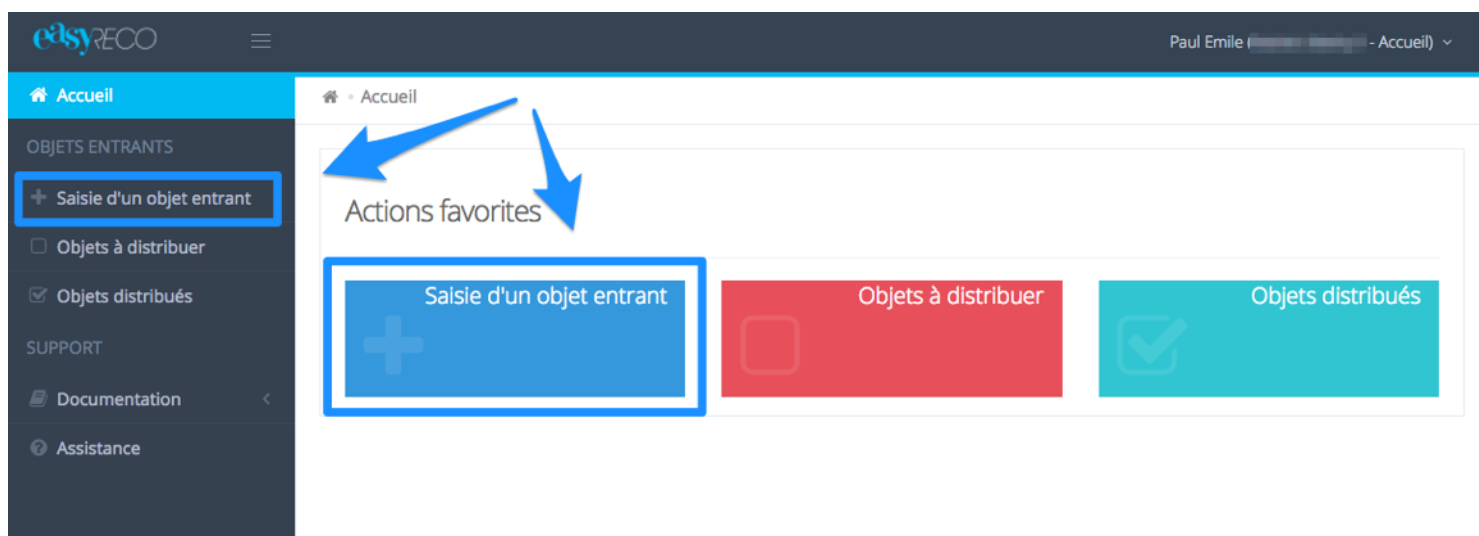 easyRECO
Paul Emile ( - Accueil)
Accueil
Accueil
OBJETS ENTRANTS
Saisie d'un objet entrant
Objets à distribuer
Objets distribués
SUPPORT
Documentation
Assistance
Actions favorites
Saisie d'un objet entrant
Objets à distribuer
Objets distribués